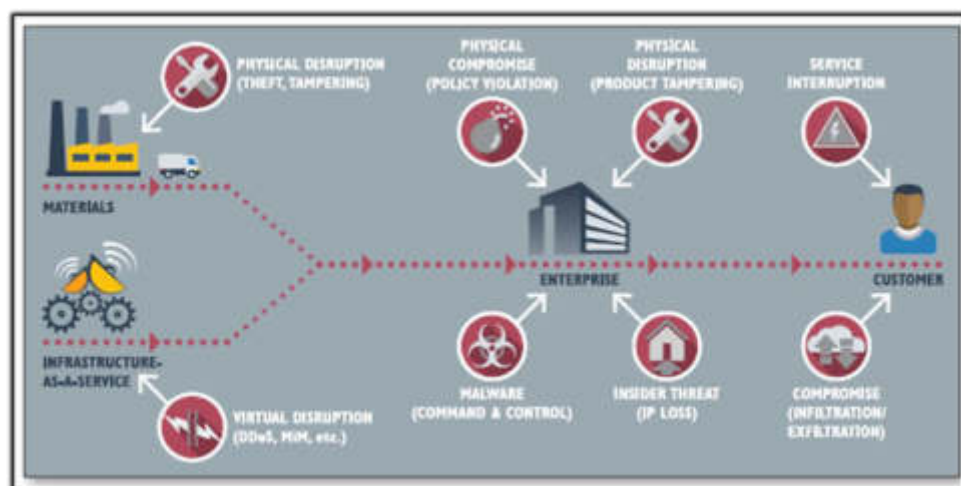 PHYSICAL DISRUPTION
(THEFT, TAMPERING)
PHYSICAL
COMPROMISE
(POLICY VIOLATION)
PHYSICAL
DISRUPTION
(PRODUCT TAMPERING)
SERVICE
INTERRUPTION
MATERIALS
ENTERPRISE
CUSTOMER
INFRASTRUCTURE-
AS-A-SERVICE
VIRTUAL DISRUPTION
(DDoS, MiM, etc.)
MALWARE
(COMMAND & CONTROL)
INSIDER THREAT
(IP LOSS)
COMPROMISE
(INFILTRATION/
EXFILTRATION)